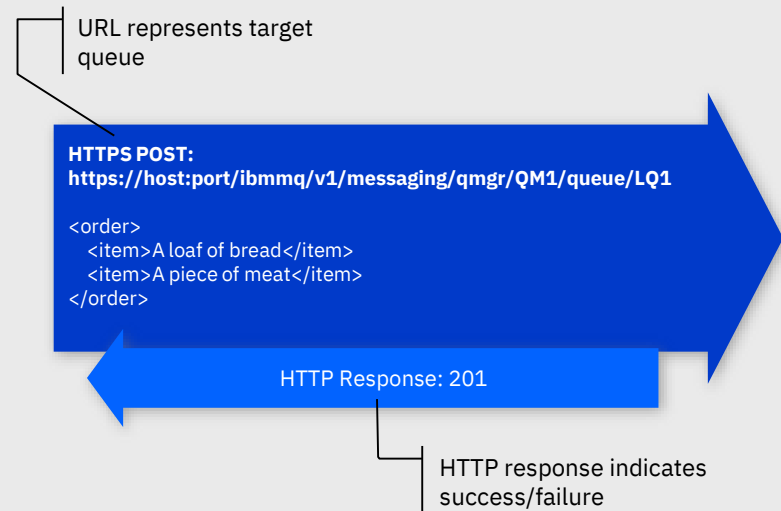 URL represents target
queue
HTTPS POST:
https://host:port/ibmmq/v1/messaging/qmgr/QM1/queue/LQ1
<order>
<item>A loaf of bread</item>
<item>A piece of meat</item>
</order>
HTTP Response: 201
HTTP response indicates
success/failure